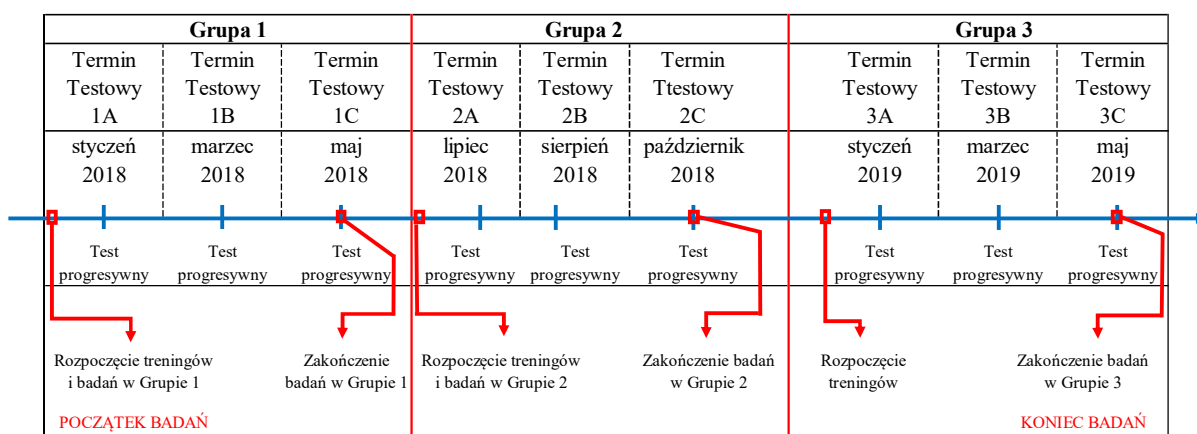 Grupa 1
Grupa 2
Grupa 3
Termin
Testowy
1A
Termin
Testowy
1B
Termin
Testowy
1C
Termin
Testowy
2A
Termin
Testowy
2B
Termin
Ttestowy
2C
Termin
Testowy
3A
Termin
Testowy
3B
Termin
Testowy
3C
styczeń
2018
marzec
2018
maj
2018
lipiec
2018
sierpień
2018
październik
2018
styczeń
2019
marzec
2019
maj
2019
Test
progresywny
Test
progresywny
Test
progresywny
Test
progresywny
Test
progresywny
Test
progresywny
Test
progresywny
Test
progresywny
Test
progresywny
Rozpoczęcie treningów
i badań w Grupie 1
Zakończenie
badań w Grupie 1
Rozpoczęcie treningów
i badań w Grupie 2
Zakończenie badań
w Grupie 2
Rozpoczęcie
treningów
Zakończenie badań
w Grupie 3
POCZĄTEK BADAŃ
KONIEC BADAŃ